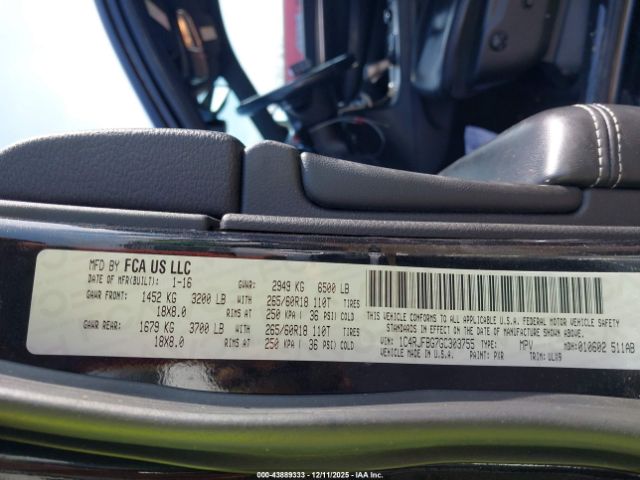 MFD BY FCA US LLC
DATE OF MFR(BUILT): 1-16 GVWR: 2949 KG 6500 LB
GAWR FRONT: 1452 KG 3200 LB WITH 265/60R18 110T TIRES
18X8.0 RIMS AT 250 KPA ( 36 PSI) COLD
GAWR REAR: 1679 KG 3700 LB WITH 265/60R18 110T TIRES
18X8.0 RIMS AT 250 KPA ( 36 PSI) COLD
THIS VEHICLE CONFORMS TO ALL APPLICABLE U.S.A. FEDERAL MOTOR VEHICLE
STANDARDS IN EFFECT ON THE DATE OF MANUFACTURE SHOWN ABOVE.
VIN: 1C4RJFBG7GC303755 TYPE: MPV MDH: 010602 511AB
VEHICLE MADE IN U.S.A. PAINT: PXR TRIM: ULX9
000-43889333 - 12/11/2025 - IAA Inc.